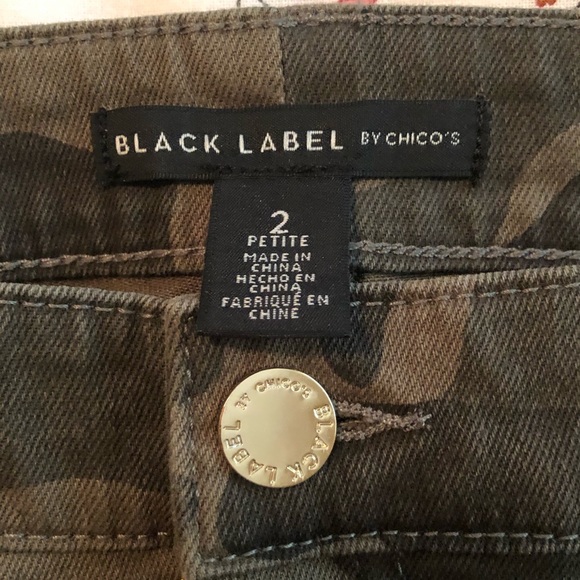 BLACK LABEL BY CHICO'S
2
PETITE
MADE IN
CHINA
HECHO EN
CHINA
FABRIQUÉ EN
CHINE
BY CHICO'S
BLACK LABEL